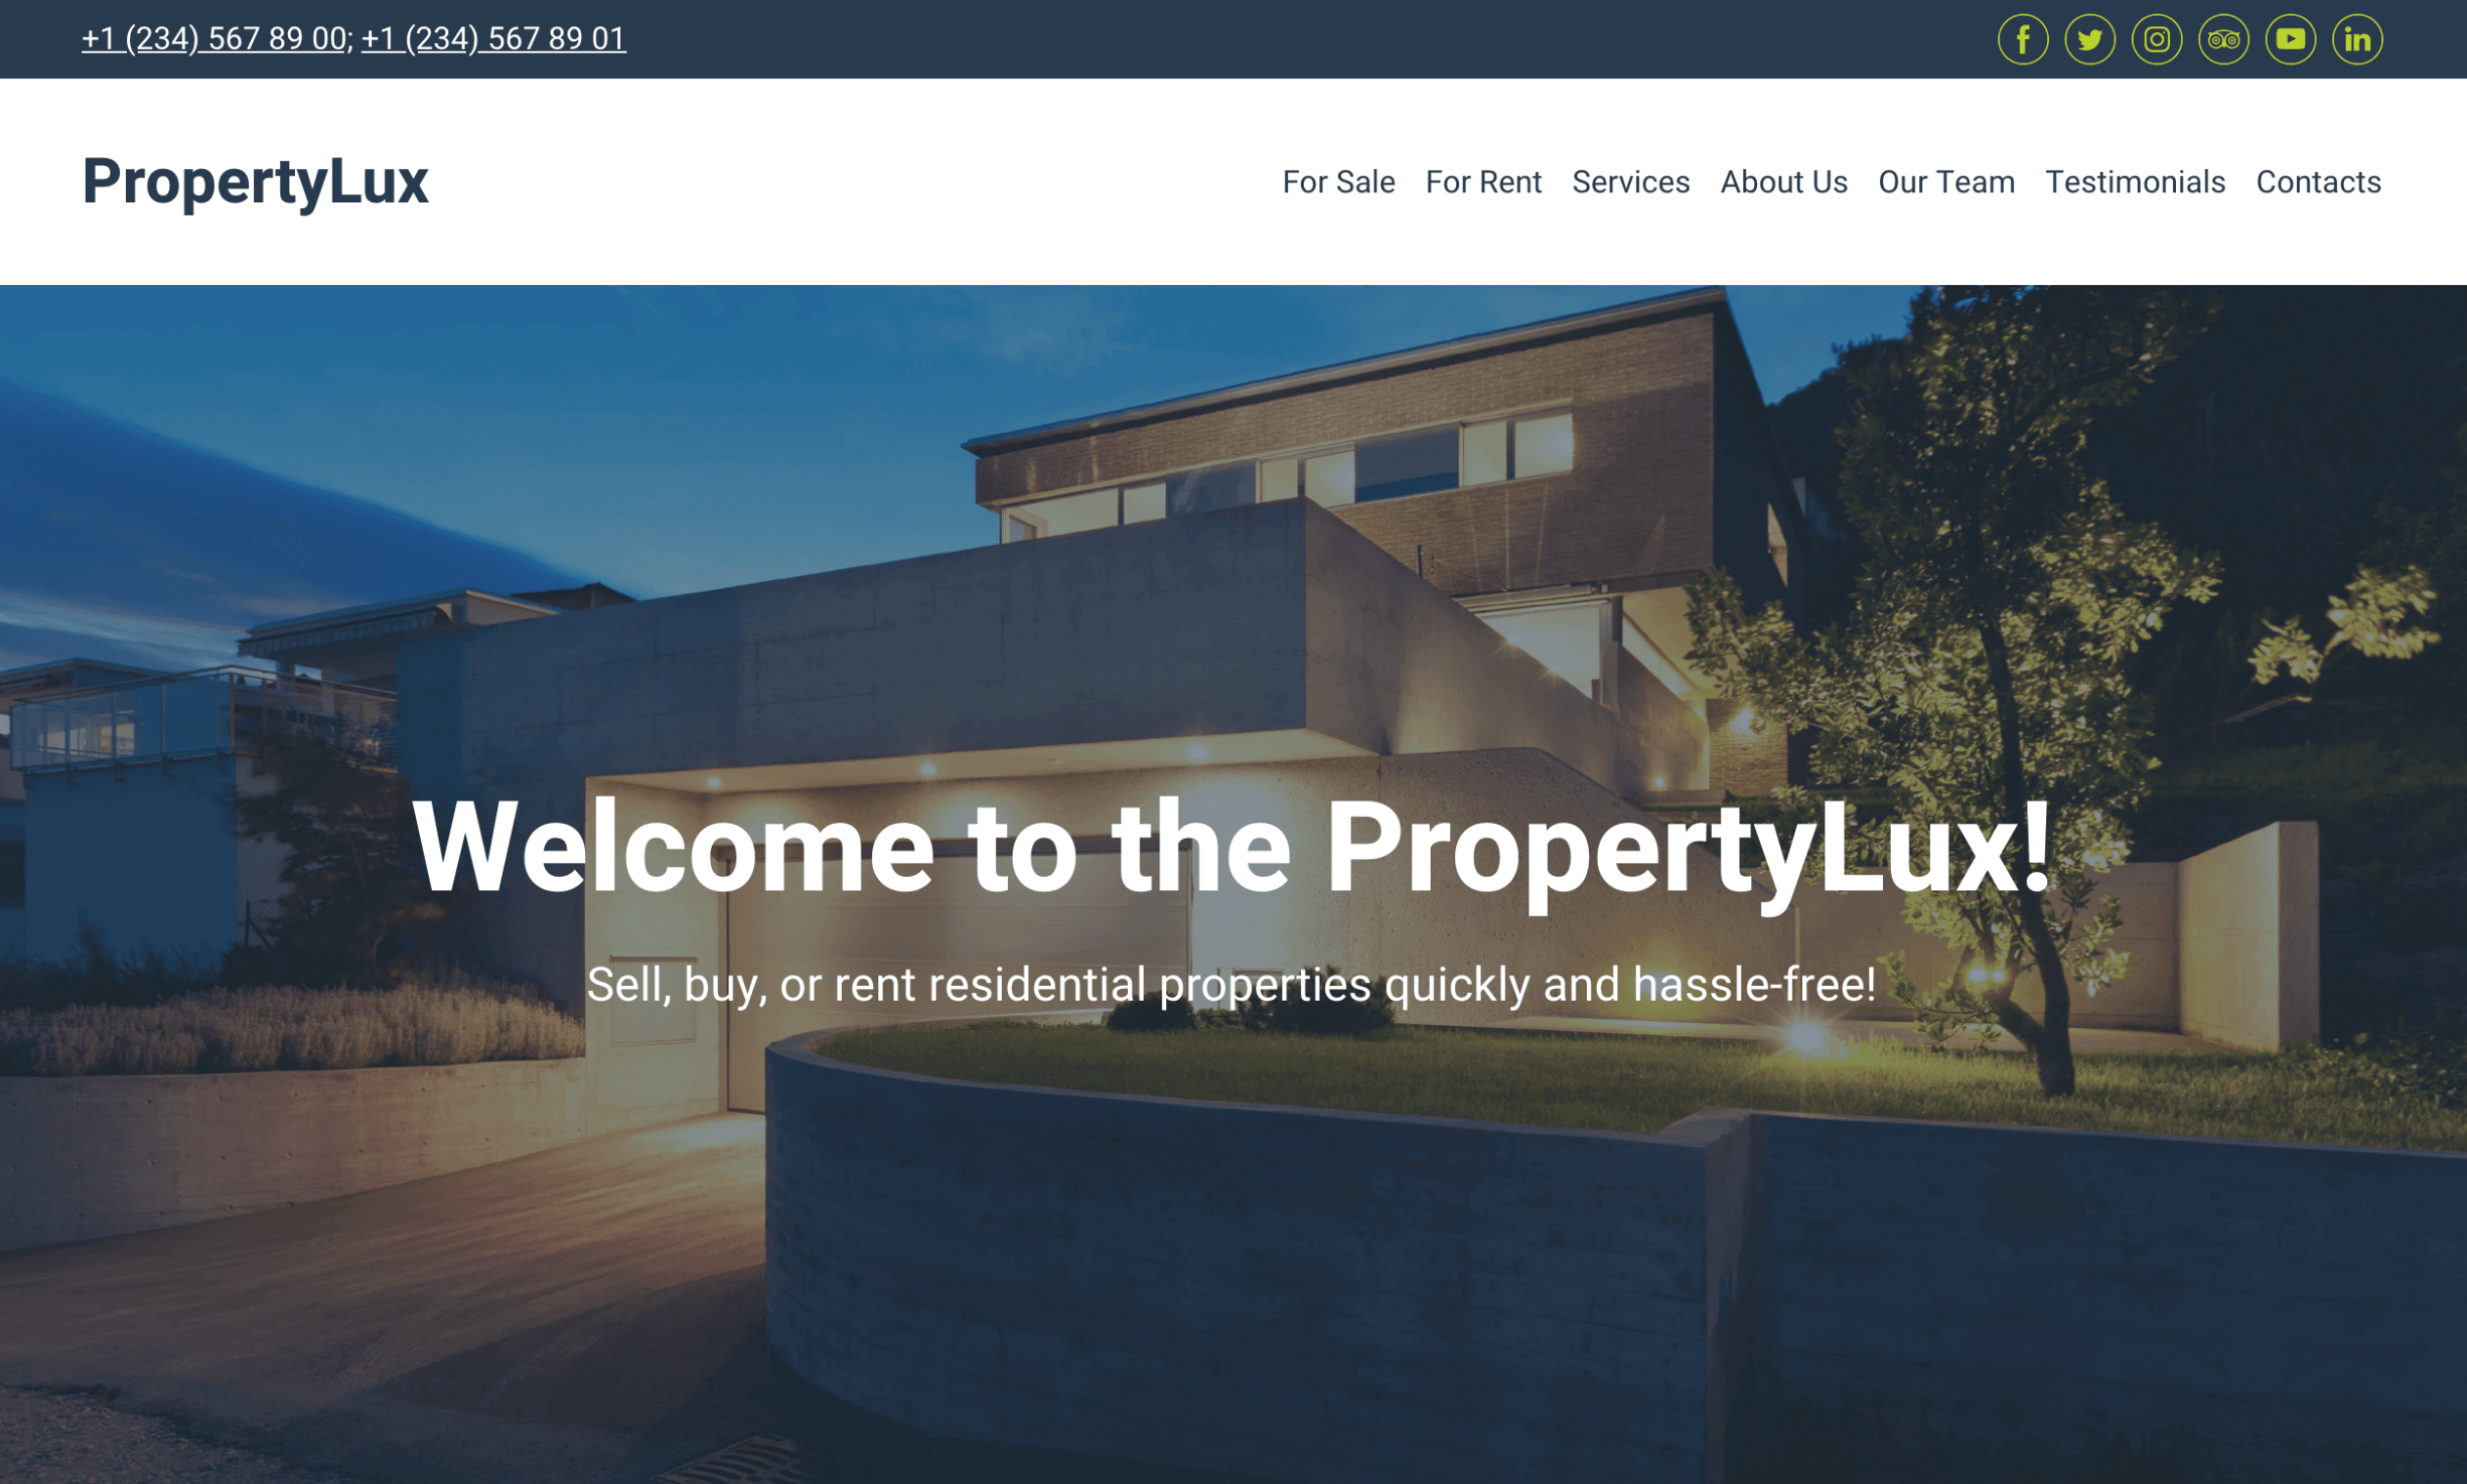 +1 (234) 567 89 00; +1 (234) 567 89 01
PropertyLux
For Sale For Rent Services About Us Our Team Testimonials Contacts
Welcome to the PropertyLux!
Sell, buy, or rent residential properties quickly and hassle-free!